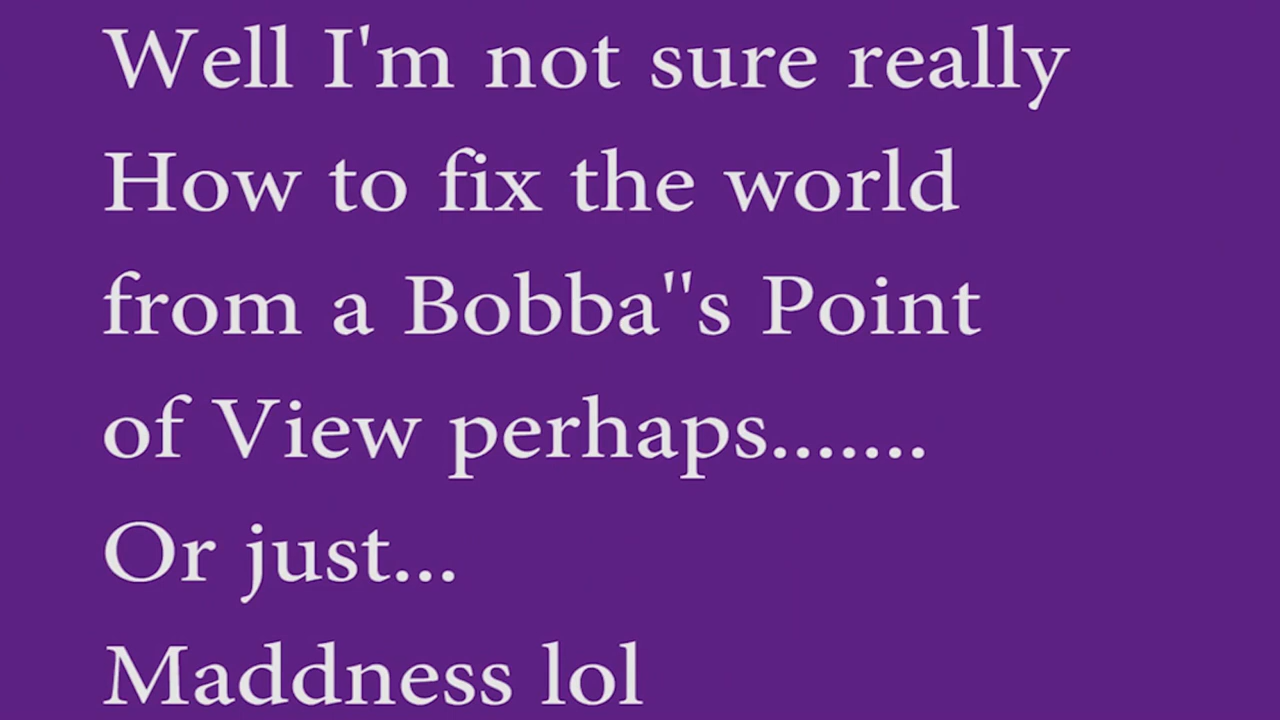 Well I'm not sure really
How to fix the world
from a Bobba"s Point
of View perhaps.......
Or just...
Maddness lol